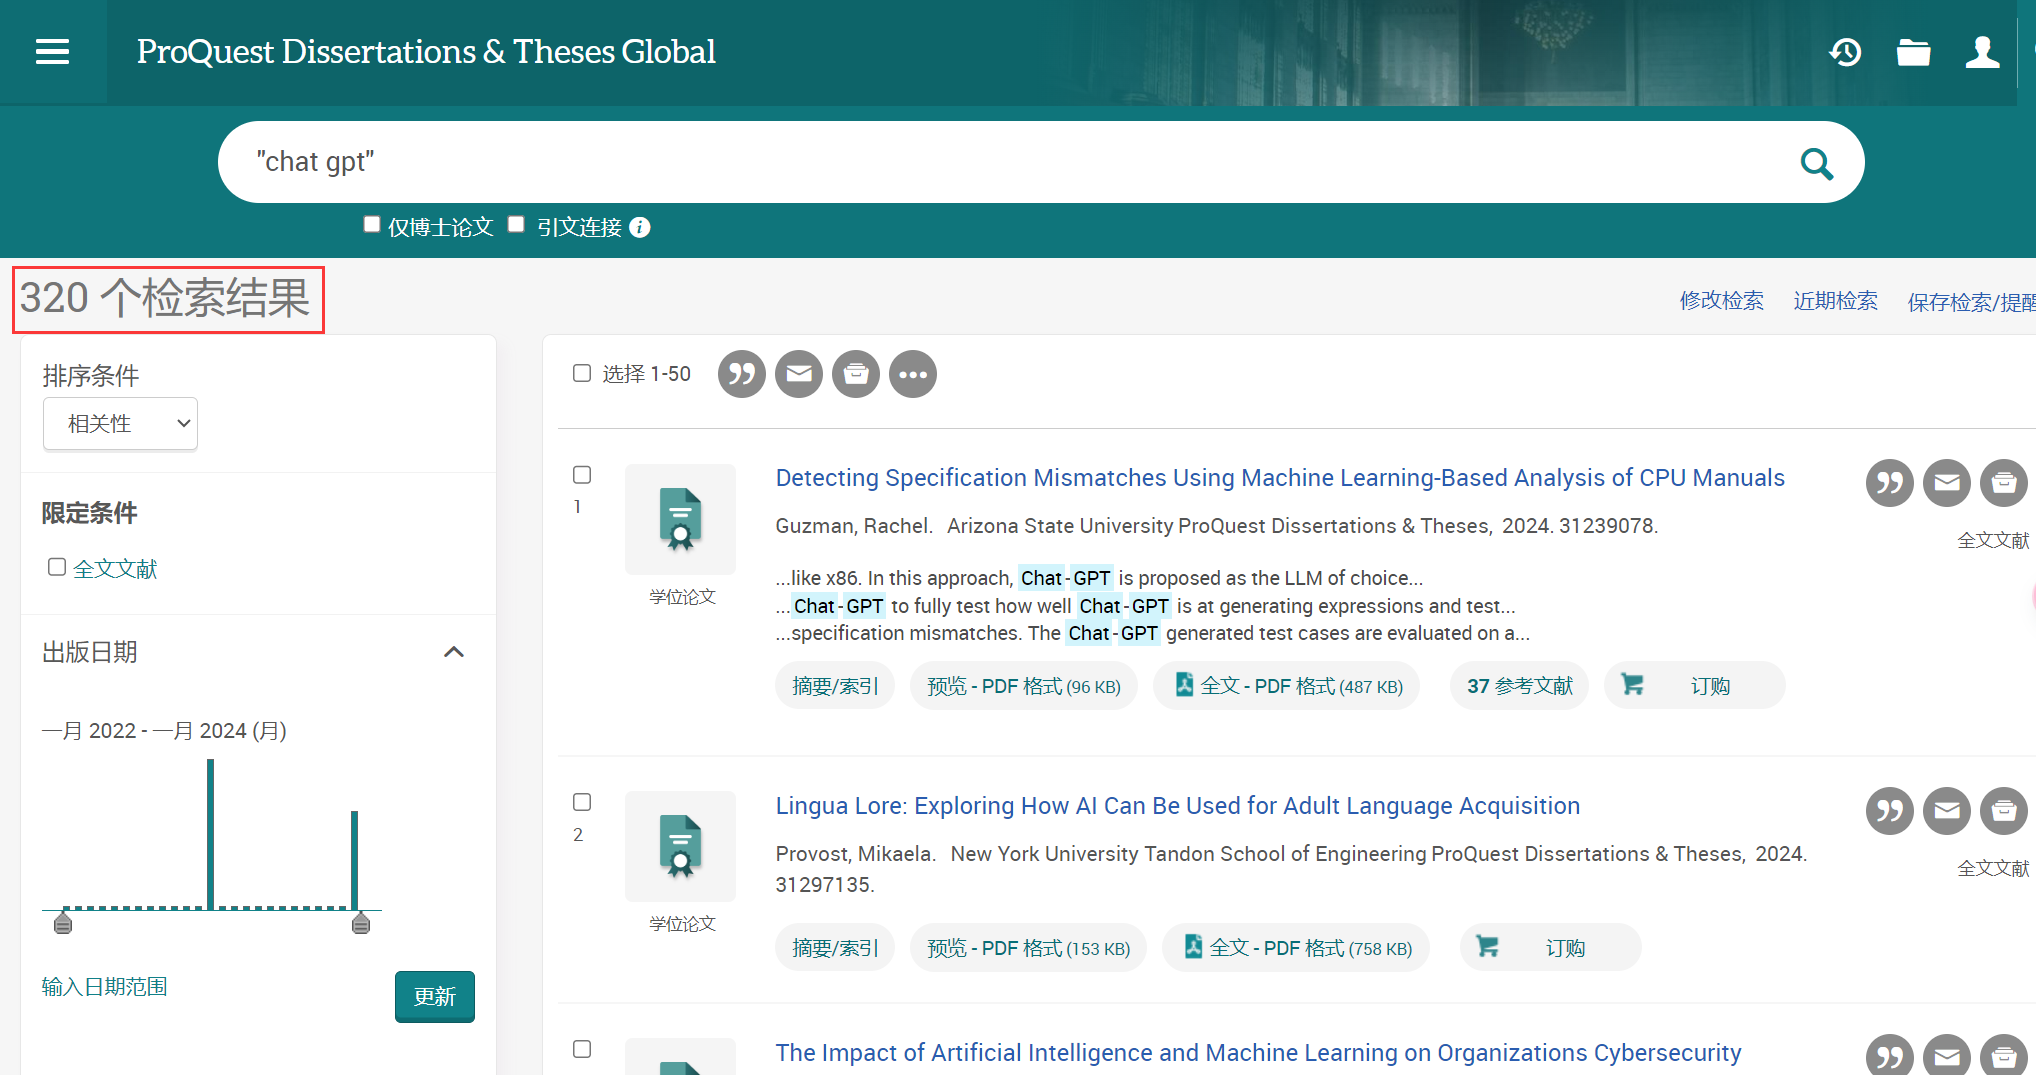 ProQuest Dissertations & Theses Global
"chat gpt"
仅博士论文 引文连接
320 个检索结果
修改检索 近期检索 保存检索/提醒
排序条件
相关性
限定条件
全文文献
出版日期
一月 2022 - 一月 2024 (月)
输入日期范围
更新
选择 1-50
1
学位论文
Detecting Specification Mismatches Using Machine Learning-Based Analysis of CPU Manuals
Guzman, Rachel. Arizona State University ProQuest Dissertations & Theses, 2024. 31239078.
全文文献
...like x86. In this approach, Chat-GPT is proposed as the LLM of choice...
...Chat-GPT to fully test how well Chat-GPT is at generating expressions and test...
...specification mismatches. The Chat-GPT generated test cases are evaluated on a...
摘要/索引 预览 - PDF 格式 (96 KB) 全文 - PDF 格式 (487 KB) 37 参考文献 订购
2
学位论文
Lingua Lore: Exploring How AI Can Be Used for Adult Language Acquisition
Provost, Mikaela. New York University Tandon School of Engineering ProQuest Dissertations & Theses, 2024.
31297135.
全文文献
摘要/索引 预览 - PDF 格式 (153 KB) 全文 - PDF 格式 (758 KB) 订购
The Impact of Artificial Intelligence and Machine Learning on Organizations Cybersecurity